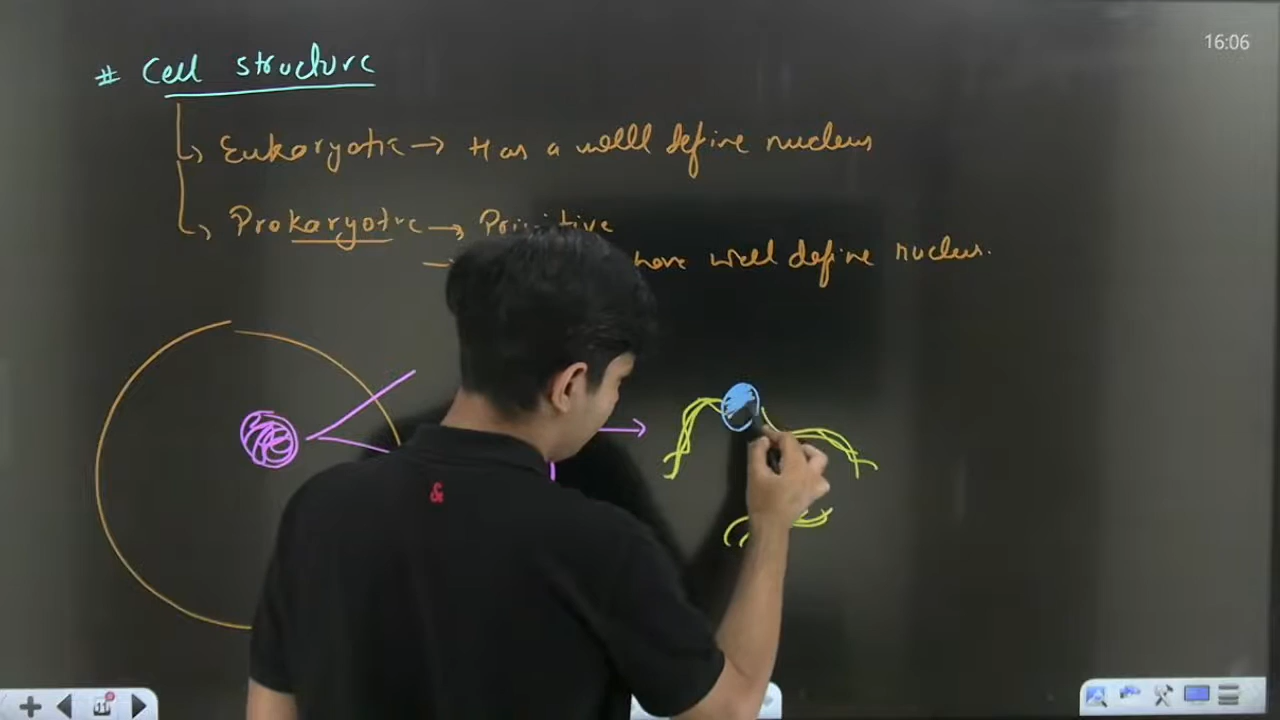 16:06
# Cell structure
Eukaryotic → Has a welll define nucleus
Prokaryotic → Primitive
→ have well define nucleus.
&